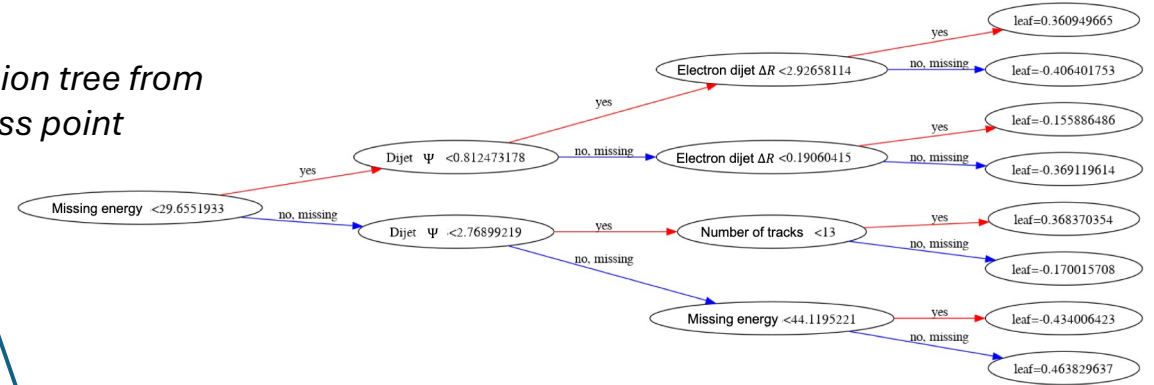 ion tree from
ss point
Missing energy <29.6551933
yes
no, missing
Dijet Ψ <0.812473178
yes
no, missing
Dijet Ψ <2.76899219
yes
no, missing
Electron dijet ΔR <2.92658114
yes
no, missing
Electron dijet ΔR <0.19060415
yes
no, missing
Number of tracks <13
yes
no, missing
Missing energy <44.1195221
yes
no, missing
leaf=0.360949665
leaf=-0.406401753
leaf=-0.155886486
leaf=-0.369119614
leaf=0.368370354
leaf=-0.170015708
leaf=-0.434006423
leaf=0.463829637